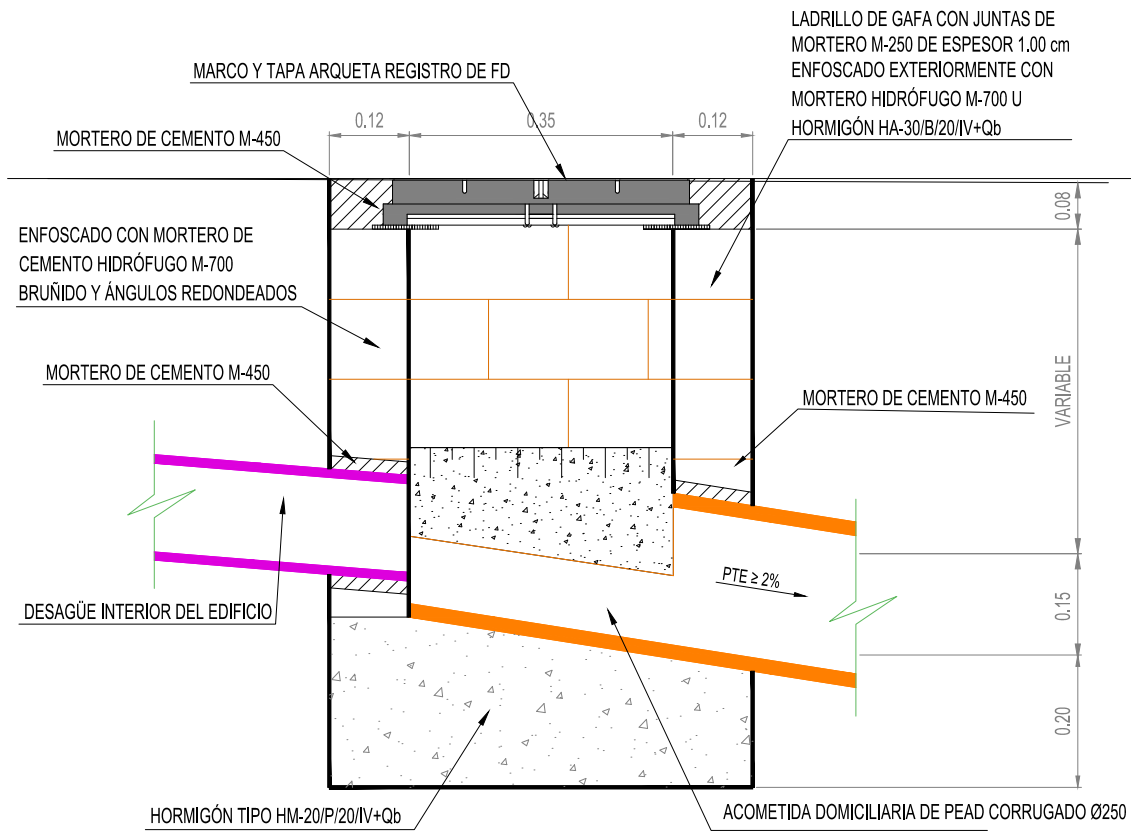 LADRILLO DE GAFA CON JUNTAS DE
MORTERO M-250 DE ESPESOR 1.00 cm
ENFOSCADO EXTERIORMENTE CON
MORTERO HIDRÓFUGO M-700 U
HORMIGÓN HA-30/B/20/IV+Qb
MARCO Y TAPA ARQUETA REGISTRO DE FD
0.12
0.35
0.12
MORTERO DE CEMENTO M-450
0.08
ENFOSCADO CON MORTERO DE
CEMENTO HIDRÓFUGO M-700
BRUÑIDO Y ÁNGULOS REDONDEADOS
MORTERO DE CEMENTO M-450
MORTERO DE CEMENTO M-450
VARIABLE
PTE ≥ 2%
DESAGÜE INTERIOR DEL EDIFICIO
0.15
0.20
HORMIGÓN TIPO HM-20/P/20/IV+Qb
ACOMETIDA DOMICILIARIA DE PEAD CORRUGADO Ø250